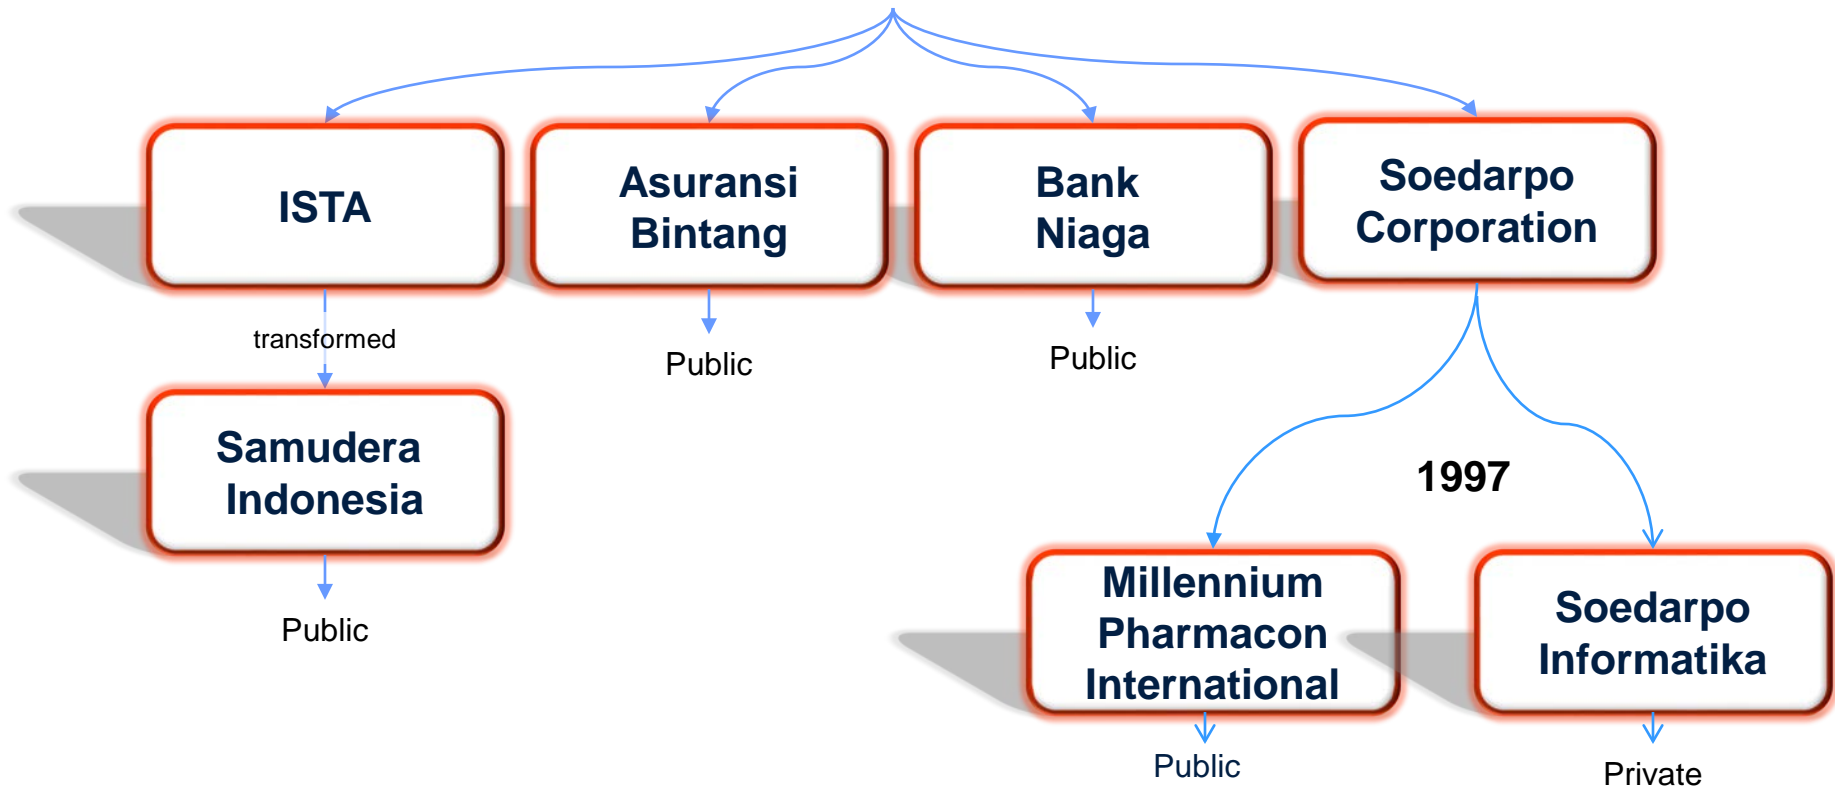 ISTA
Asuransi
Bintang
Bank
Niaga
Soedarpo
Corporation
transformed
Public
Public
Samudera
Indonesia
1997
Public
Millennium
Pharmacon
International
Soedarpo
Informatika
Public
Private